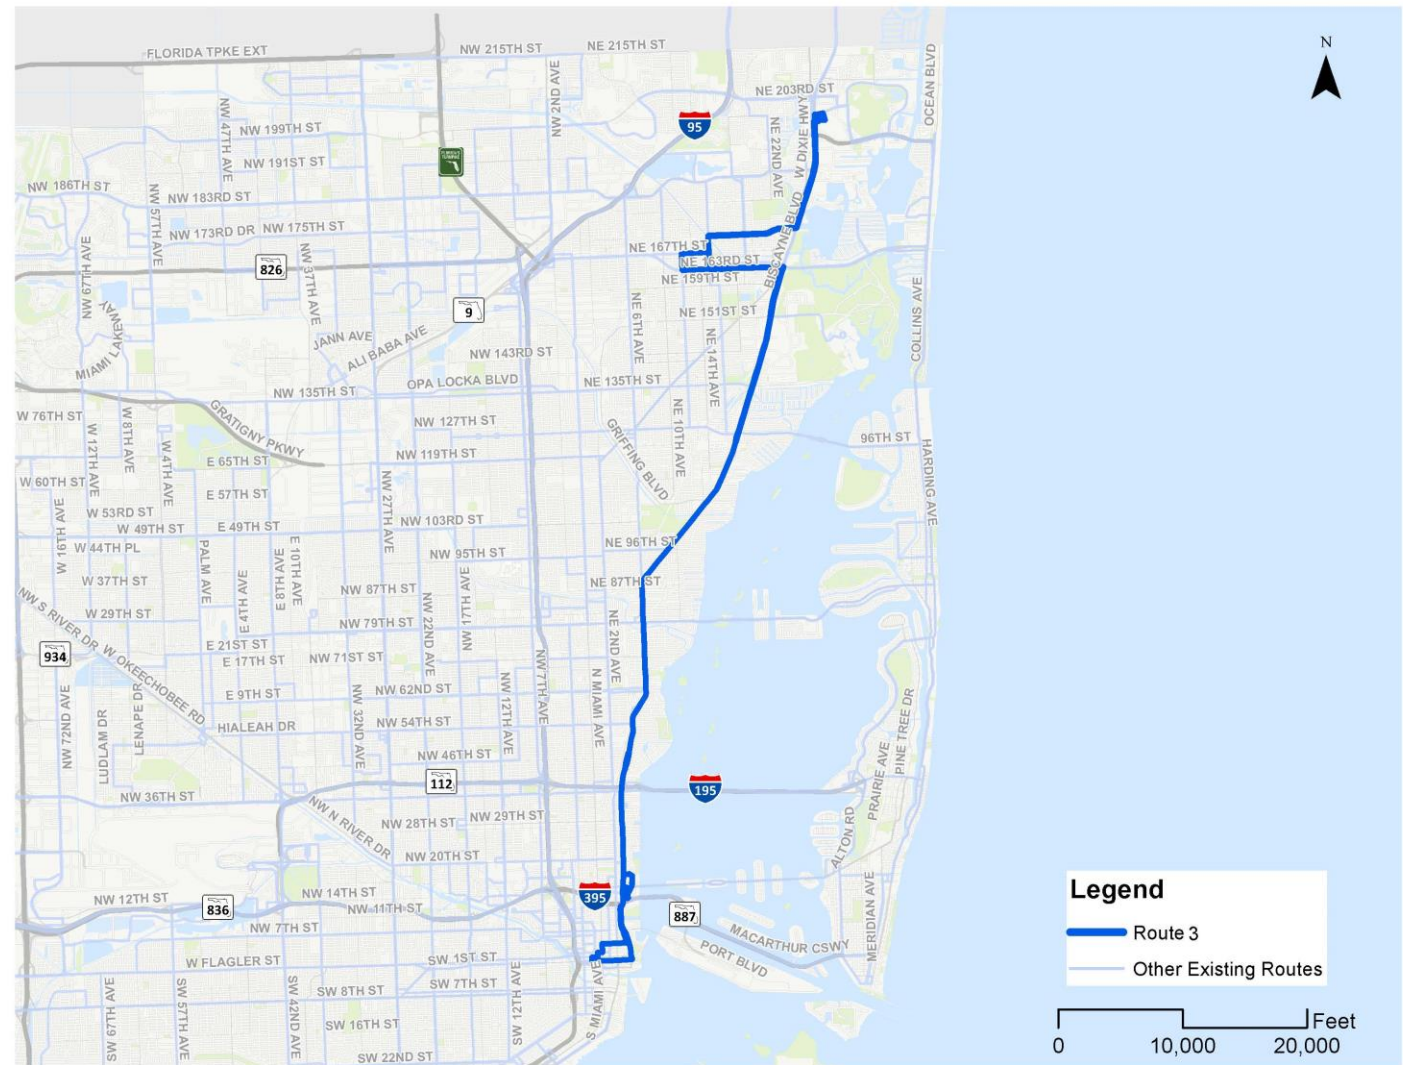 N
FLORIDA TPKE EXT
NW 215TH ST
NE 215TH ST
OCEAN BLVD
NE 203RD ST
NW 2ND AVE
W DIXIE HWY
NE 22ND AVE
95
NW 47TH AVE
NW 199TH ST
NW 191ST ST
NW 186TH ST
NW 57TH AVE
NW 183RD ST
NW 173RD DR
NW 175TH ST
BISCAYNE BLVD
NE 167TH ST
NE 163RD ST
NE 159TH ST
826
NW 67TH AVE
NW 37TH AVE
9
NE 6TH AVE
NE 151ST ST
COLLINS AVE
MIAMI LAKEWAY
JANN AVE
ALI BABA AVE
NW 143RD ST
NE 14TH AVE
NW 135TH ST
OPA LOCKA BLVD
NE 135TH ST
W 76TH ST
W 8TH AVE
GRATIGNY PKWY
NW 127TH ST
NE 10TH AVE
W 12TH AVE
W 4TH AVE
GRIFFING BLVD
96TH ST
HARDING AVE
E 65TH ST
NW 119TH ST
W 60TH ST
E 57TH ST
NW 27TH AVE
W 53RD ST
W 49TH ST
E 49TH ST
NW 103RD ST
W 16TH AVE
W 44TH PL
PALM AVE
E 10TH AVE
NE 96TH ST
NW 95TH ST
W 37TH ST
E 4TH AVE
E 8TH AVE
NW 87TH ST
NW 17TH AVE
NE 87TH ST
NW S RIVER DR
W 29TH ST
NW 79TH ST
NW 22ND AVE
NE 2ND AVE
934
W OKEECHOBEE RD
E 21ST ST
E 17TH ST
NW 71ST ST
NW 7TH AVE
NW 72ND AVE
LUDLAM DR
LENAPE DR
E 9TH ST
NW 62ND ST
NW 12TH AVE
N MIAMI AVE
PINE TREE DR
HIALEAH DR
NW 32ND AVE
NW 54TH ST
NW 46TH ST
PRAIRIE AVE
112
195
NW 36TH ST
NW N RIVER DR
NW 28TH ST
NW 29TH ST
ALTON RD
NW 20TH ST
NW 12TH ST
836
NW 14TH ST
NW 11TH ST
395
887
MERIDIAN AVE
NW 7TH ST
MACARTHUR CSWY
PORT BLVD
W FLAGLER ST
SW 1ST ST
SW 8TH ST
SW 7TH ST
SW 67TH AVE
SW 57TH AVE
SW 42ND AVE
SW 12TH AVE
S MIAMI AVE
SW 16TH ST
SW 22ND ST
Legend
Route 3
Other Existing Routes
Feet
0 10,000 20,000